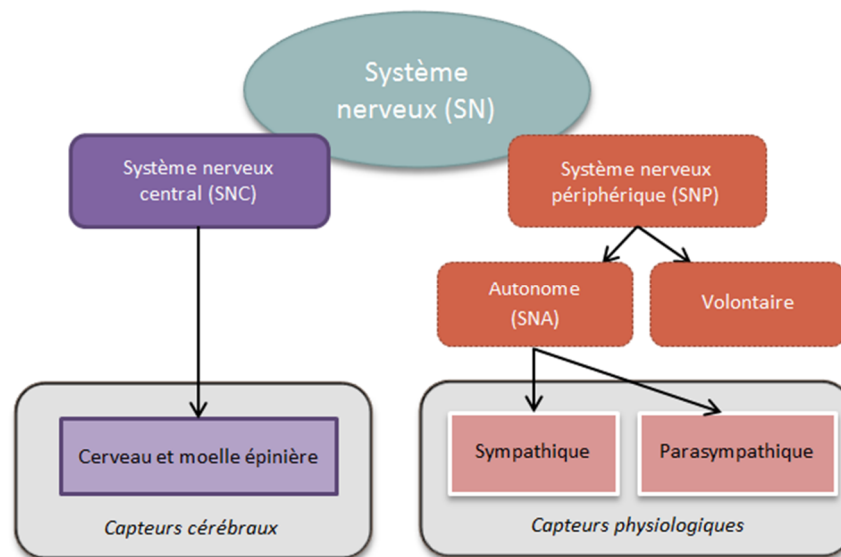 Système
nerveux (SN)
Système nerveux
central (SNC)
Système nerveux
périphérique (SNP)
Autonome
(SNA)
Volontaire
Cerveau et moelle épinière
Sympathique
Parasympathique
Capteurs cérébraux
Capteurs physiologiques